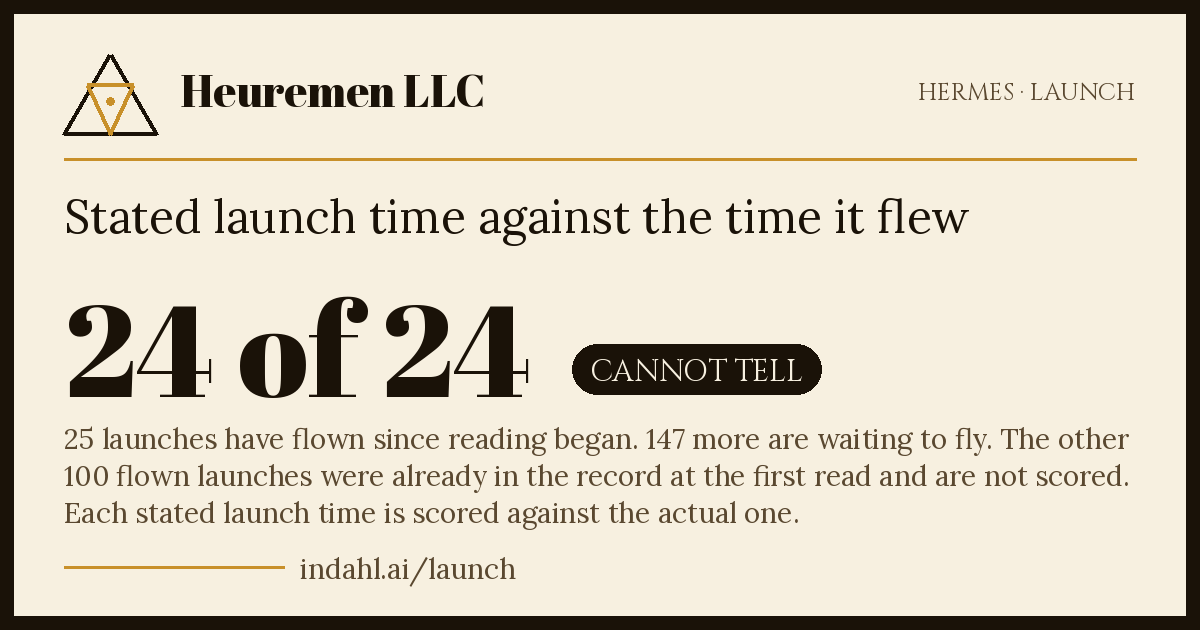 Heuremen LLC
HERMES · LAUNCH
Stated launch time against the time it flew
24 of 24
CANNOT TELL
25 launches have flown since reading began. 147 more are waiting to fly. The other
100 flown launches were already in the record at the first read and are not scored.
Each stated launch time is scored against the actual one.
indahl.ai/launch